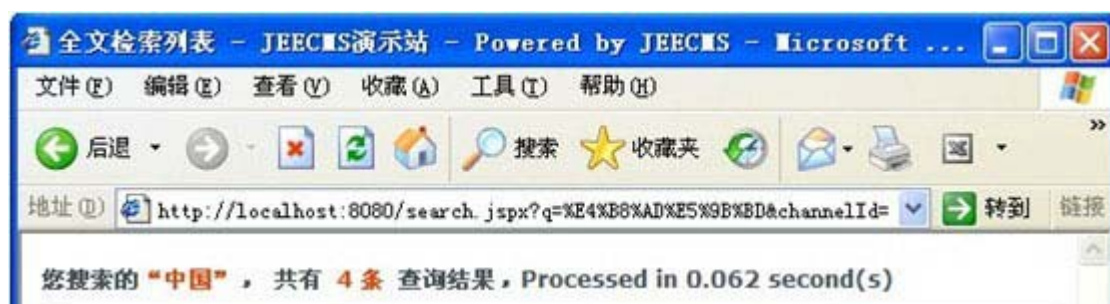 全文检索列表 - JEECMS演示站 - Powered by JEECMS - Microsoft ...
文件(F) 编辑(E) 查看(V) 收藏(A) 工具(T) 帮助(H)
后退 搜索 收藏夹 »
地址(D) http://localhost:8080/search.jspx?q=%E4%B8%AD%E5%9B%BD&channelId= 转到 链接
您搜索的“中国”， 共有 4条 查询结果，Processed in 0.062 second(s)